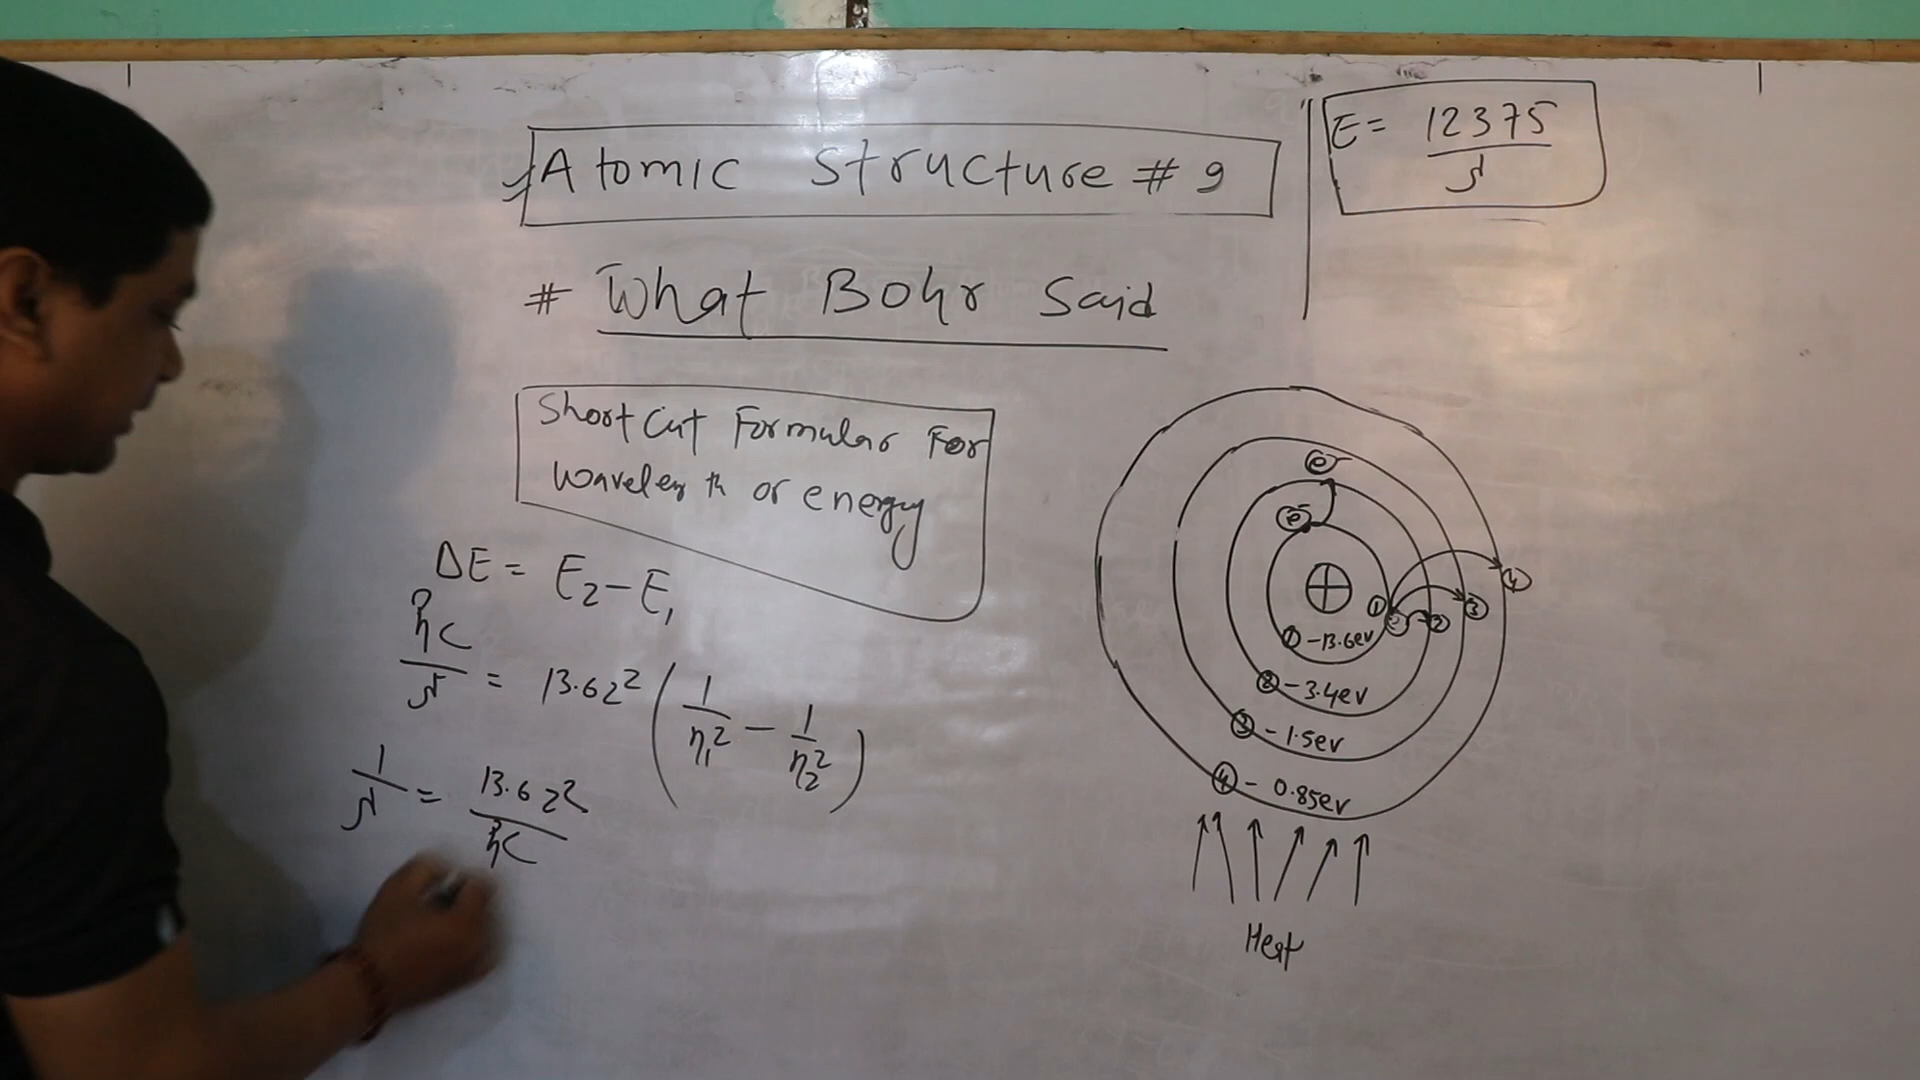 Atomic Structure # 9
E = 12375 / λ
# What Bohr Said
Short Cut Formular For
wavelength or energy
ΔE = E₂ - E₁
hc / λ = 13.6 z² ( 1 / n₁² - 1 / n₂² )
1 / λ = 13.6 z² / hc
e⁻
e⁻
① ② ③ ④
① -13.6ev
② -3.4ev
③ -1.5ev
④ - 0.85ev
Heat